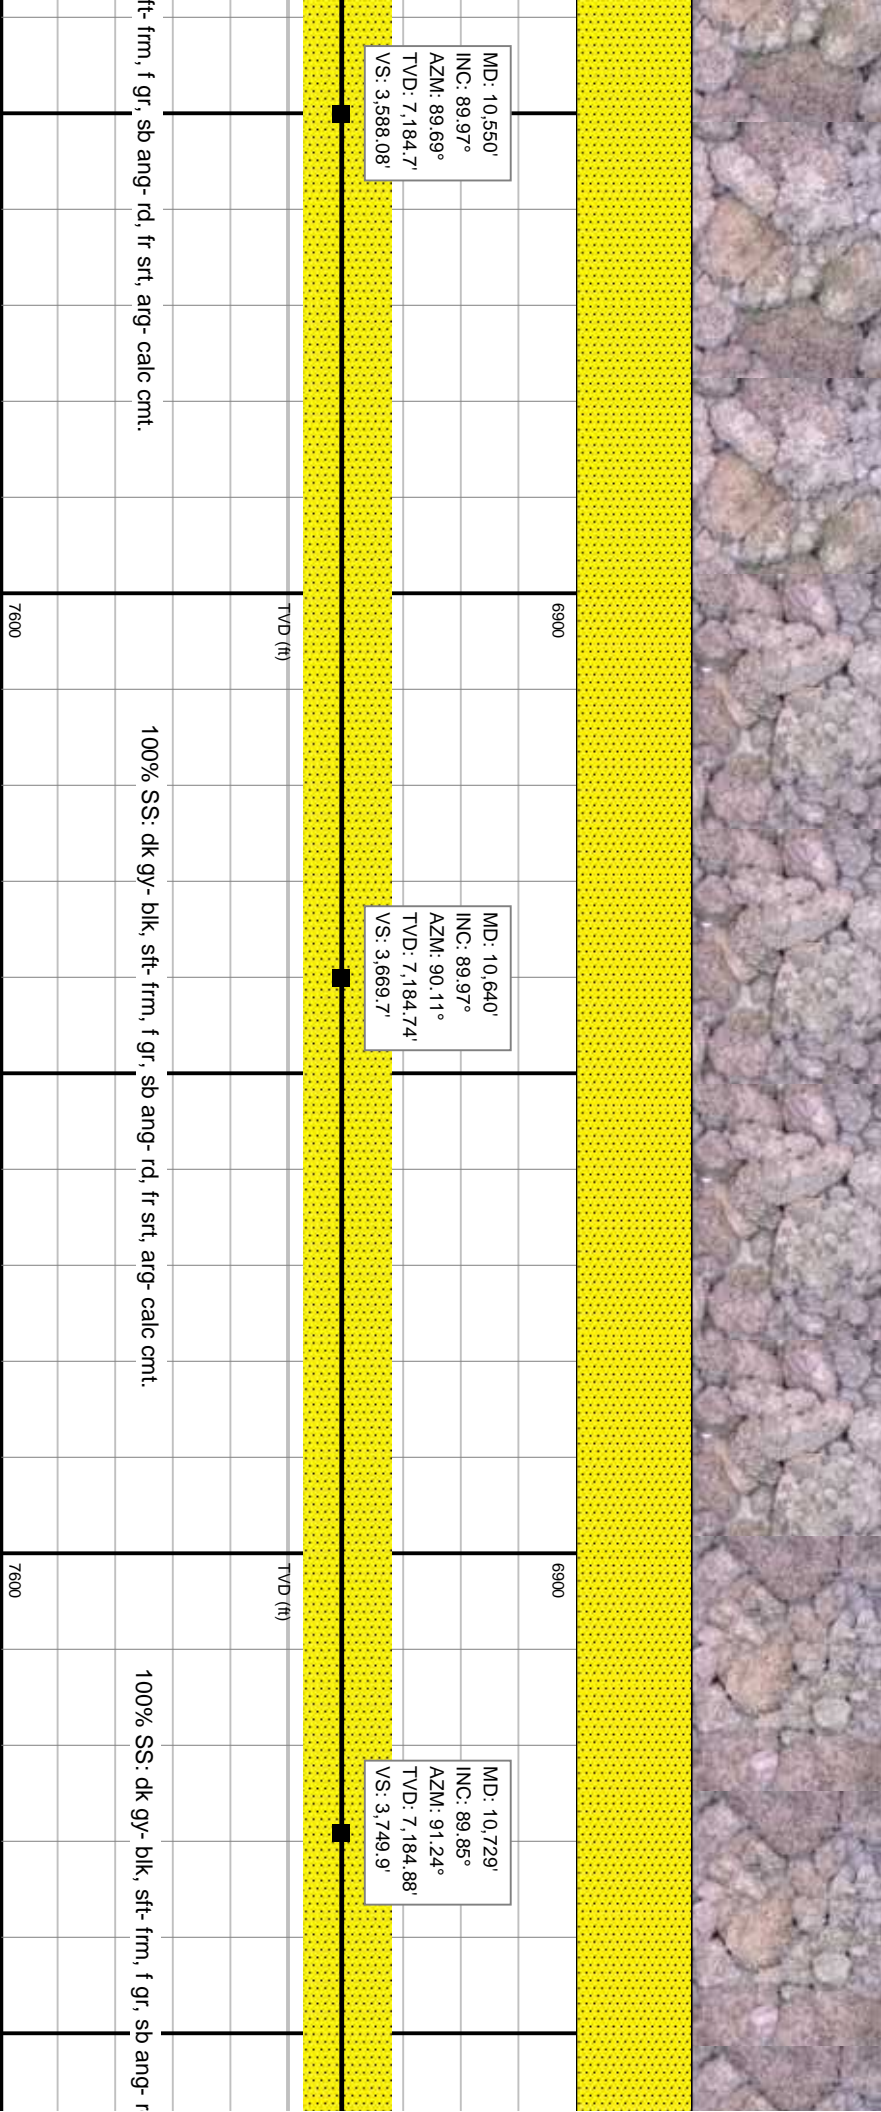 ft- frm, f gr, sb ang- rd, fr srt, arg- calc cmt.
MD: 10,550'
INC: 89.97°
AZM: 89.69°
TVD: 7,184.7'
VS: 3,588.08'
6900
TVD (ft)
7600
100% SS: dk gy- blk, sft- frm, f gr, sb ang- rd, fr srt, arg- calc cmt.
MD: 10,640'
INC: 89.97°
AZM: 90.11°
TVD: 7,184.74'
VS: 3,669.7'
6900
TVD (ft)
7600
100% SS: dk gy- blk, sft- frm, f gr, sb ang- r
MD: 10,729'
INC: 89.85°
AZM: 91.24°
TVD: 7,184.88'
VS: 3,749.9'